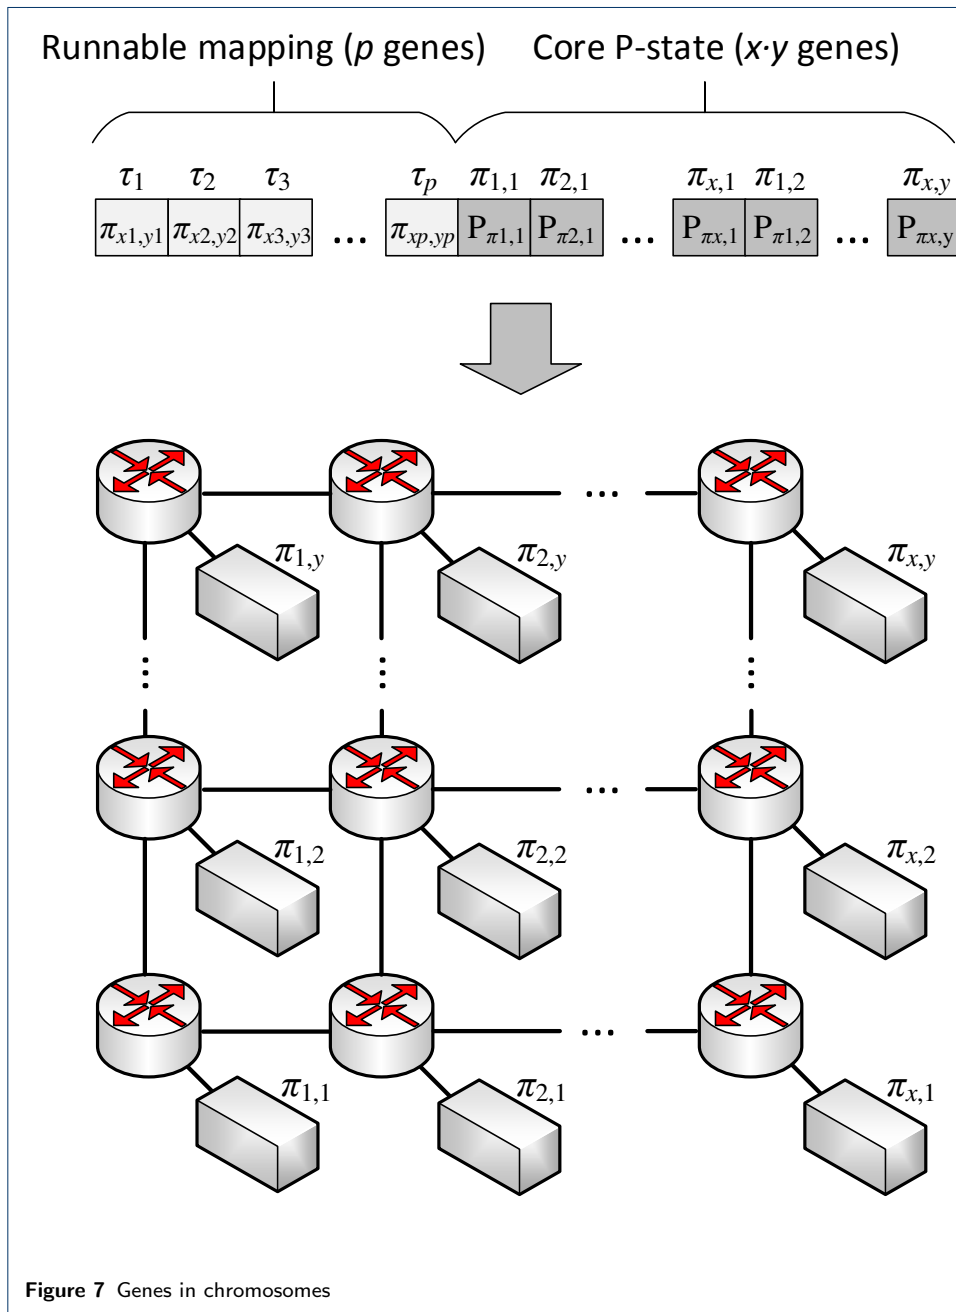 Runnable mapping (p genes) Core P-state (x·y genes)
τ1 τ2 τ3 τp π1,1 π2,1 πx,1 π1,2 πx,y
πx1,y1 πx2,y2 πx3,y3 ... πxp,yp Pπ1,1 Pπ2,1 ... Pπx,1 Pπ1,2 ... Pπx,y
...
π1,y π2,y πx,y
... ... ...
...
π1,2 π2,2 πx,2
...
π1,1 π2,1 πx,1
Figure 7 Genes in chromosomes